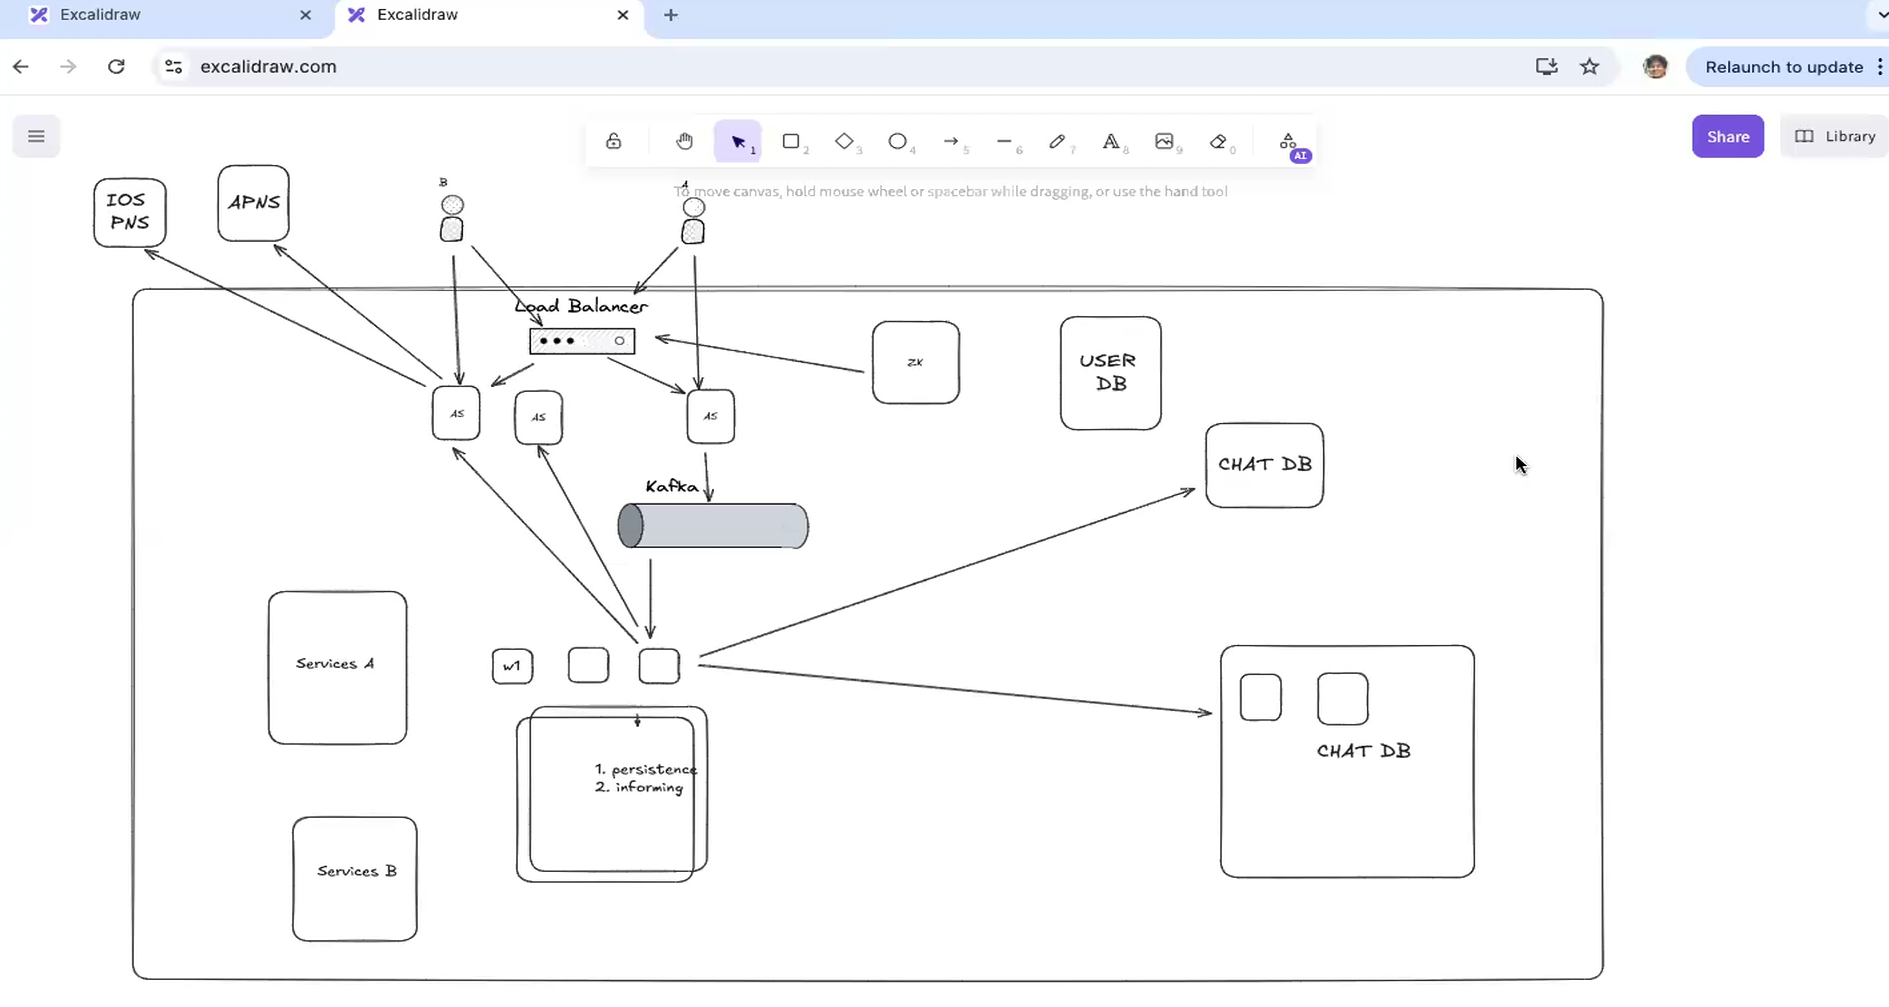 Excalidraw
Excalidraw
excalidraw.com
Relaunch to update
1
2
3
4
5
6
7
8
9
0
AI
Share
Library
To move canvas, hold mouse wheel or spacebar while dragging, or use the hand tool
IOS
PNS
APNS
B
A
Load Balancer
ZK
USER
DB
AS
AS
AS
CHAT DB
Kafka
Services A
w1
CHAT DB
1. persistence
2. informing
Services B